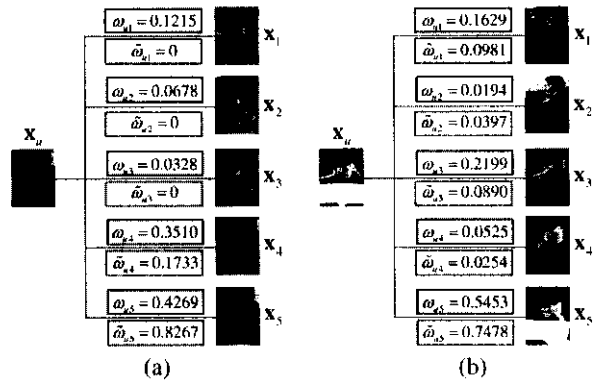 ω_u1 = 0.1215
ω̃_u1 = 0
X_1
ω_u2 = 0.0678
ω̃_u2 = 0
X_2
X_u
ω_u3 = 0.0328
ω̃_u3 = 0
X_3
ω_u4 = 0.3510
ω̃_u4 = 0.1733
X_4
ω_u5 = 0.4269
ω̃_u5 = 0.8267
X_5
(a)
ω_u1 = 0.1629
ω̃_u1 = 0.0981
X_1
ω_u2 = 0.0194
ω̃_u2 = 0.0397
X_2
X_u
ω_u3 = 0.2199
ω̃_u3 = 0.0890
X_3
ω_u4 = 0.0525
ω̃_u4 = 0.0254
X_4
ω_u5 = 0.5453
ω̃_u5 = 0.7478
X_5
(b)